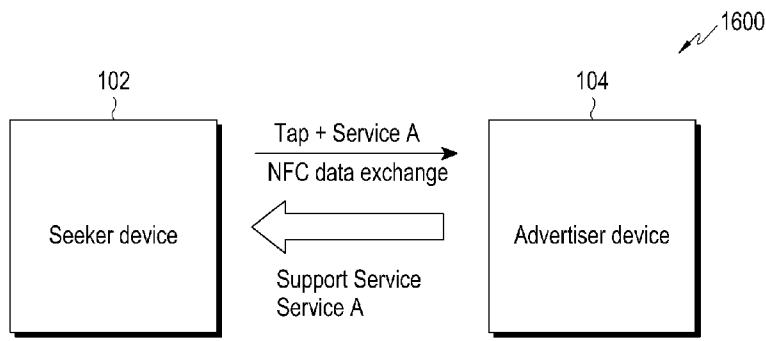 1600
102
104
Tap + Service A
NFC data exchange
Seeker device
Advertiser device
Support Service
Service A